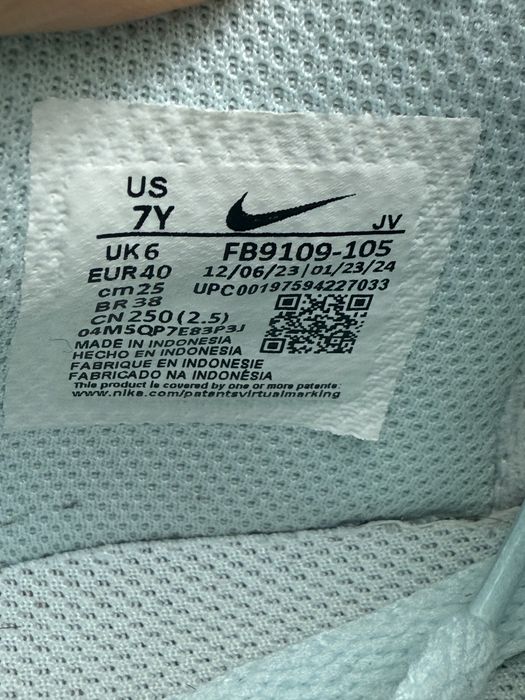 US
7Y
JV
UK 6
FB9109-105
EUR 40
12/06/23 | 01/23/24
cm 25
UPC00197594227033
BR 38
CN 250 (2.5)
04M5QP7E83P3J
MADE IN INDONESIA
HECHO EN INDONESIA
FABRIQUE EN INDONESIE
FABRICADO NA INDONÉSIA
This product is covered by one or more patents:
www.nike.com/patentsvirtualmarking